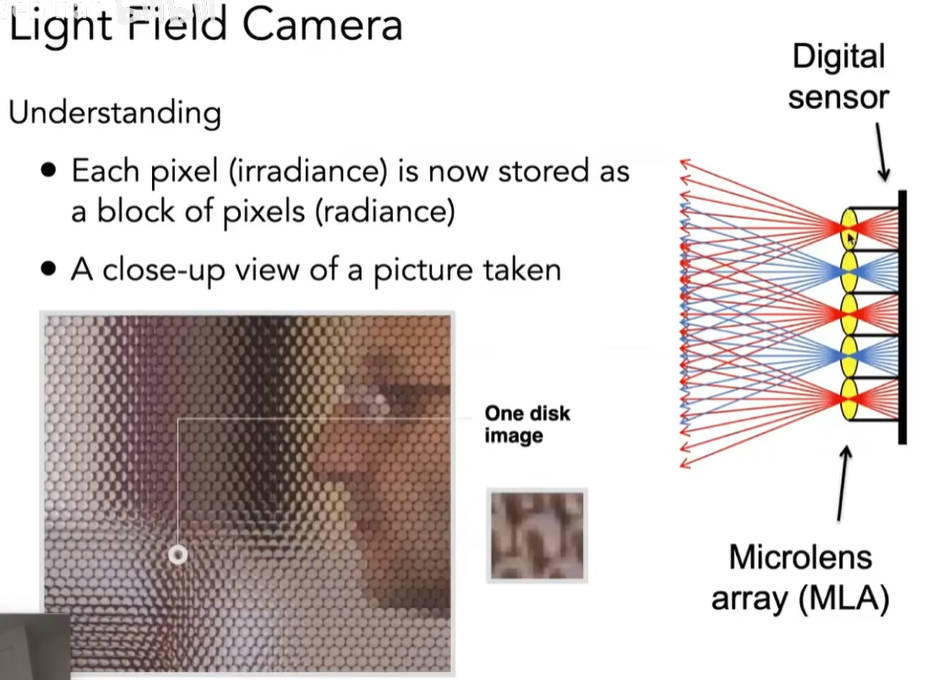 Light Field Camera
Understanding
Each pixel (irradiance) is now stored as
a block of pixels (radiance)
A close-up view of a picture taken
One disk
image
Digital
sensor
Microlens
array (MLA)